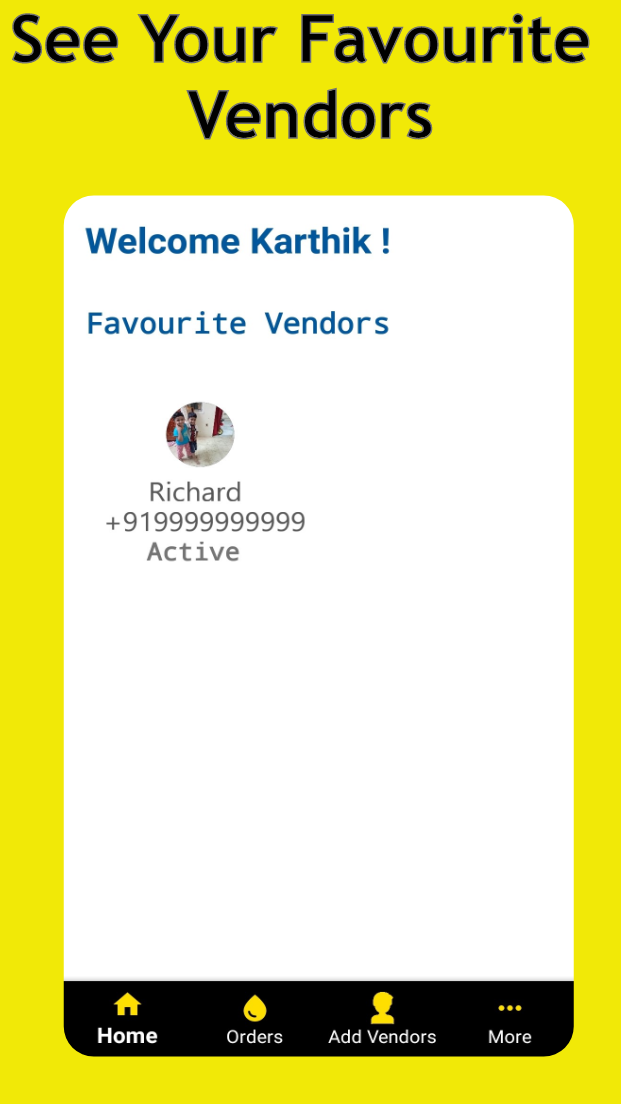 See Your Favourite
Vendors
Welcome Karthik !
Favourite Vendors
Richard
+919999999999
Active
Home
Orders
Add Vendors
More